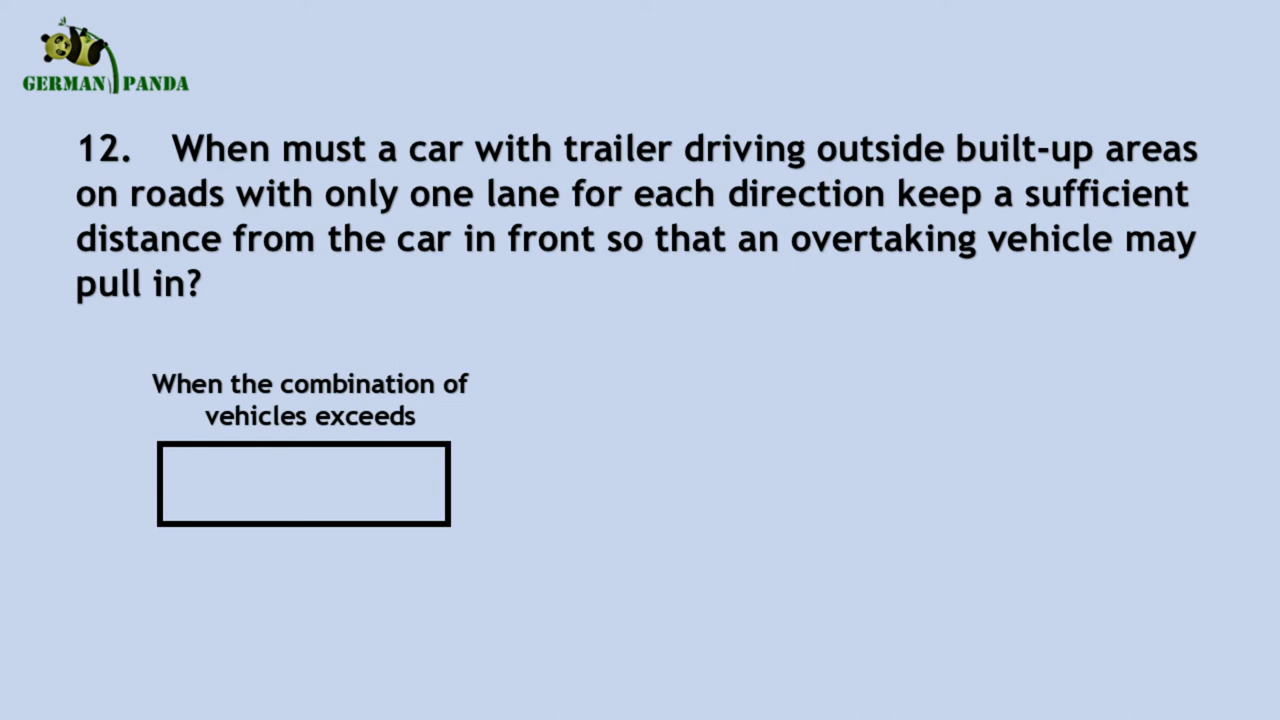 GERMAN PANDA
12. When must a car with trailer driving outside built-up areas
on roads with only one lane for each direction keep a sufficient
distance from the car in front so that an overtaking vehicle may
pull in?
When the combination of
vehicles exceeds